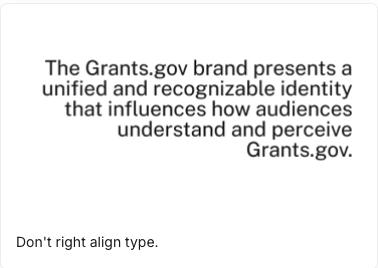 The Grants.gov brand presents a
unified and recognizable identity
that influences how audiences
understand and perceive
Grants.gov.
Don't right align type.